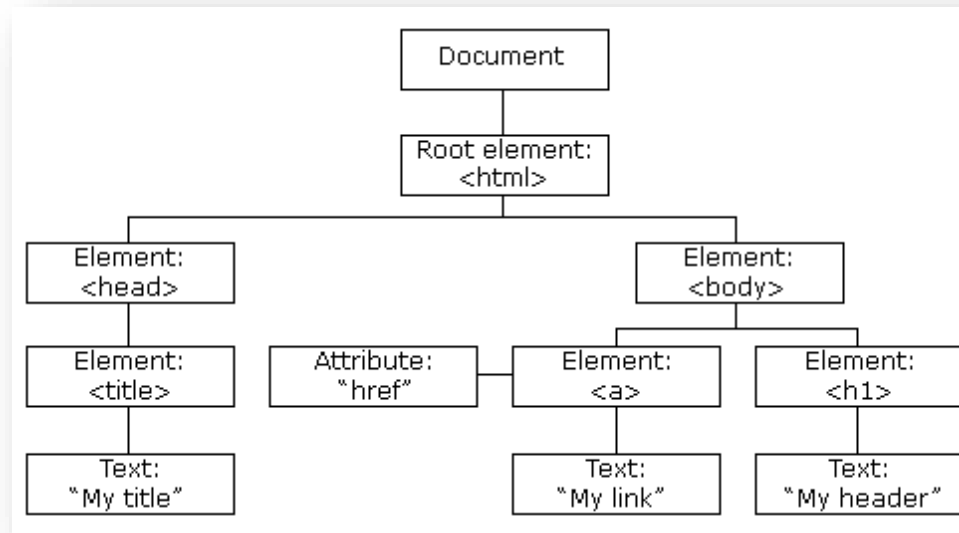 Document
Root element:
<html>
Element:
<head>
Element:
<body>
Element:
<title>
Attribute:
“href”
Element:
<a>
Element:
<h1>
Text:
“My title”
Text:
“My link”
Text:
“My header”